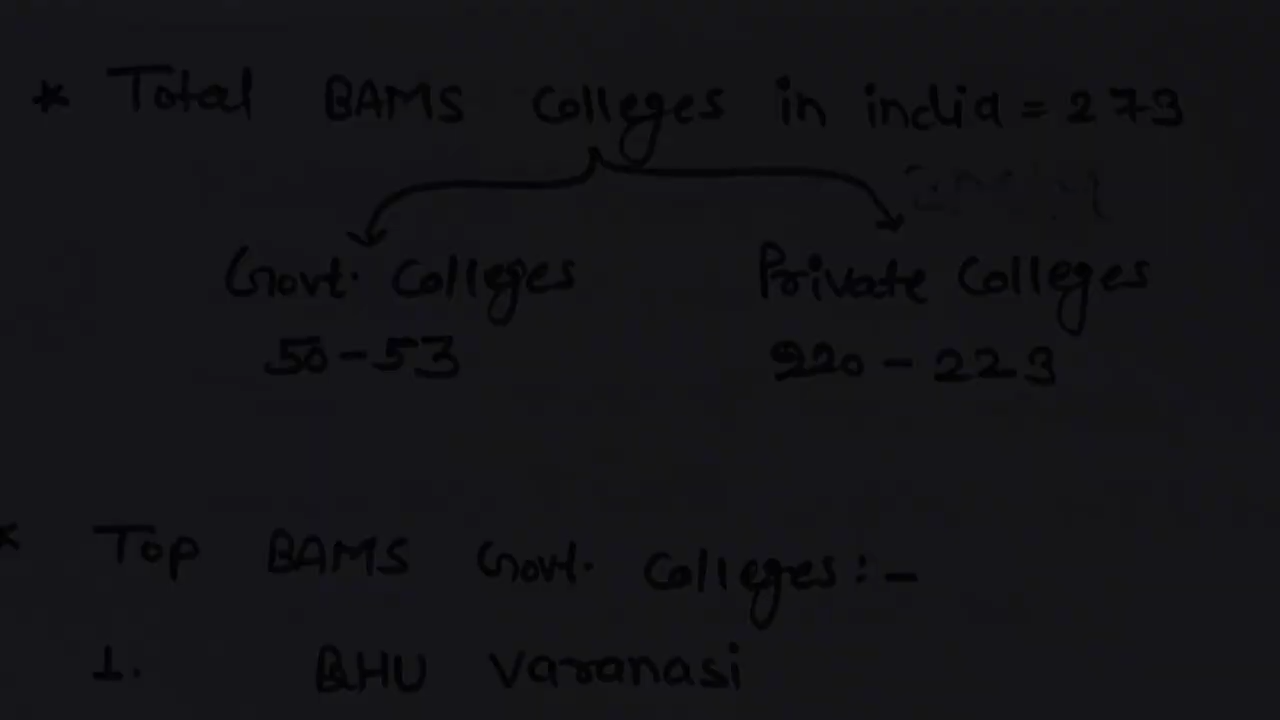 * Total BAMS Colleges in india = 273
Govt. Colleges Private Colleges
50-53 220-223
* Top BAMS Govt. Colleges:-
1. BHU Varanasi